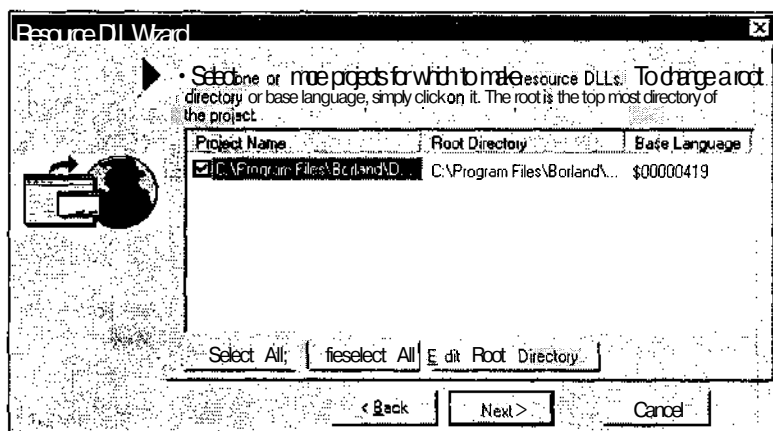 Resource DLL Wizard
Select one or more projects for which to make resource DLLs. To change a root
directory or base language, simply click on it. The root is the top most directory of
the project.
Project Name Root Directory Base Language
C:\Program Files\Borland\D... C:\Program Files\Borland\... $00000419
Select All; fieselect All Edit Root Directory
< Back Next > Cancel